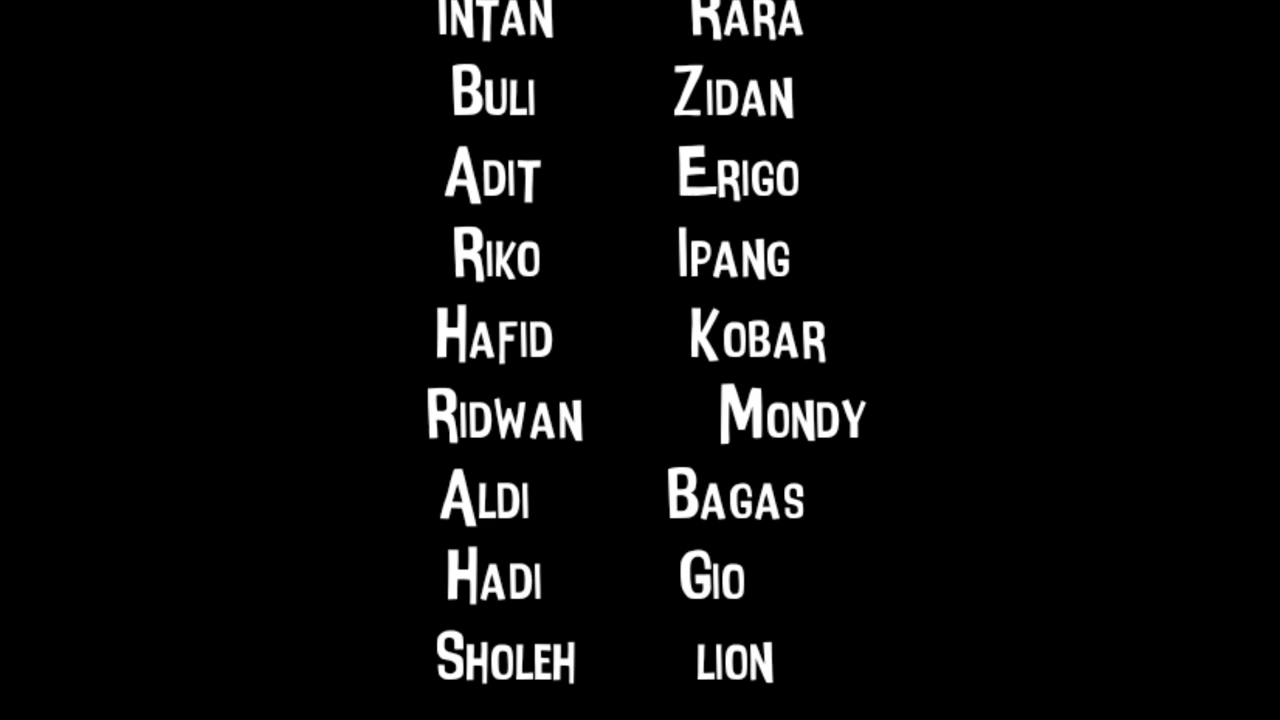 Intan Rara
Buli Zidan
Adit Erigo
Riko Ipang
Hafid Kobar
Ridwan Mondy
Aldi Bagas
Hadi Gio
Sholeh lion